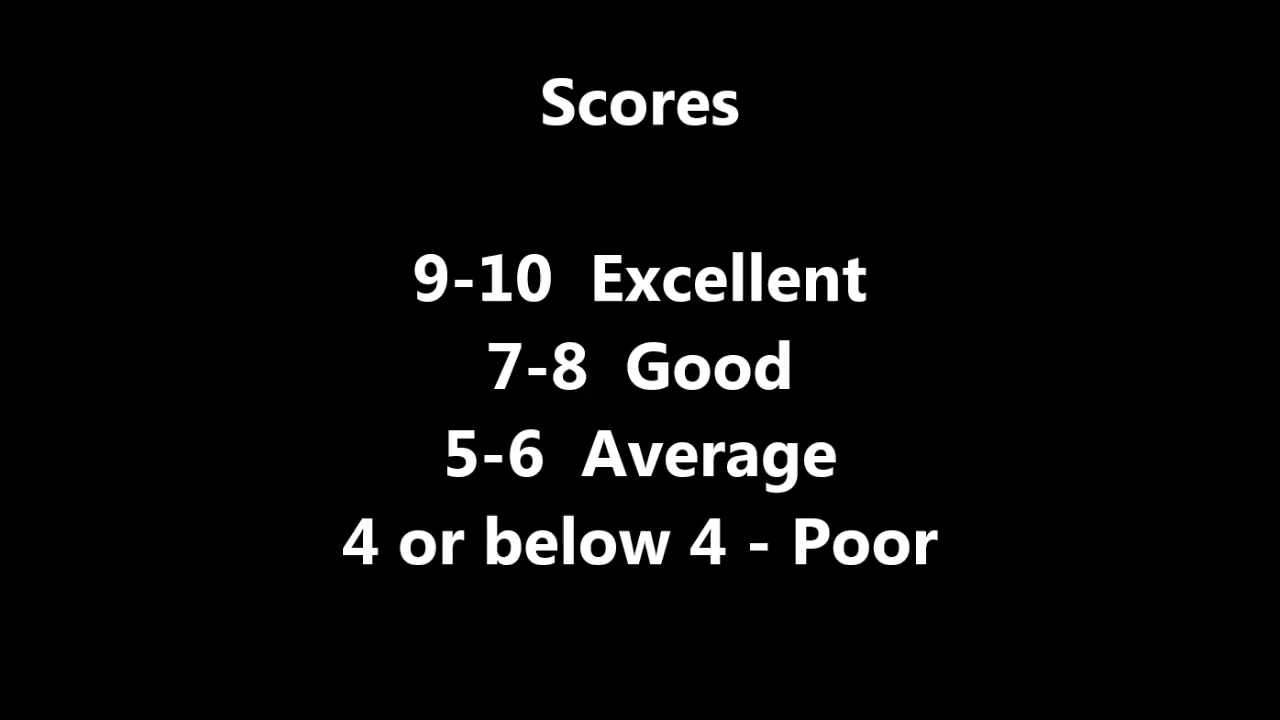 Scores
9-10  Excellent
7-8  Good
5-6  Average
4 or below 4 - Poor